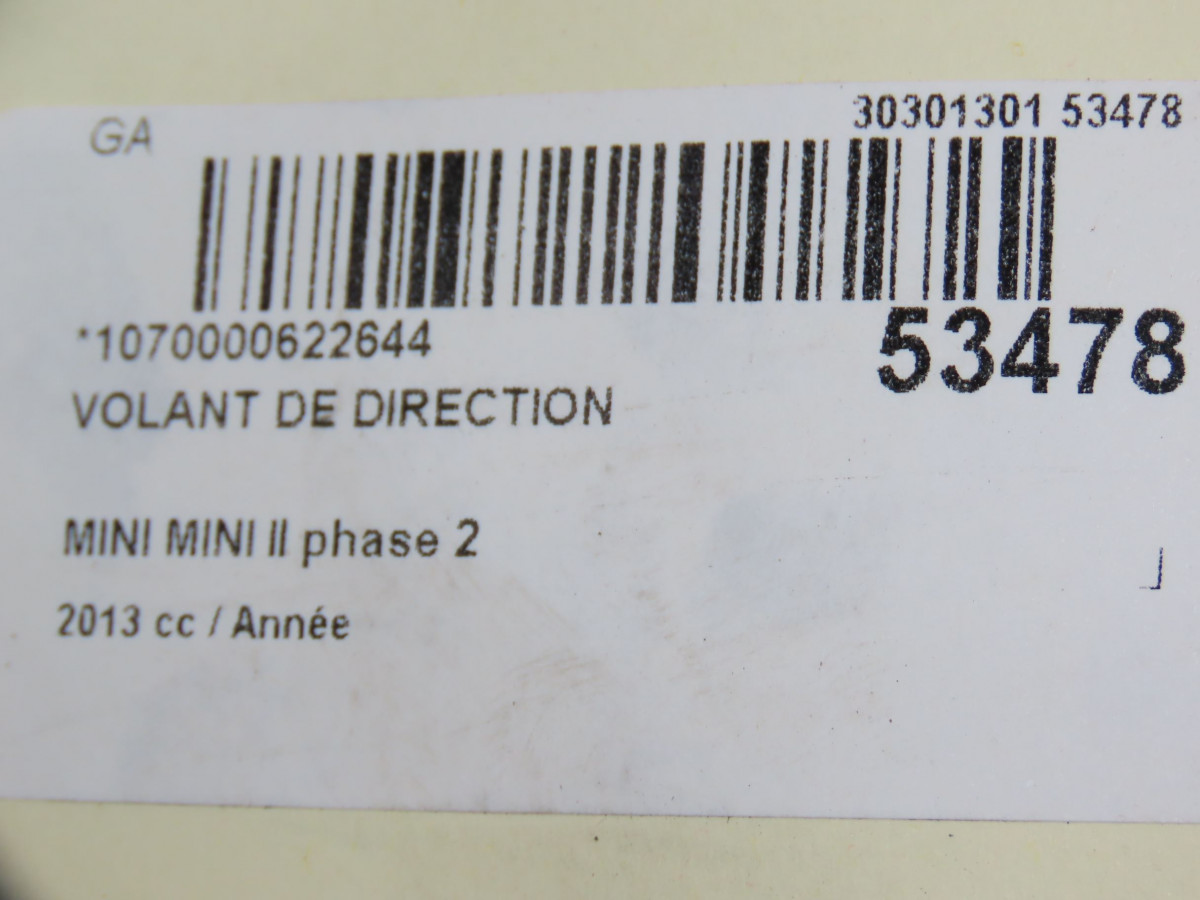 GA
30301301 53478
*1070000622644
53478
VOLANT DE DIRECTION
MINI MINI II phase 2
2013 cc / Année